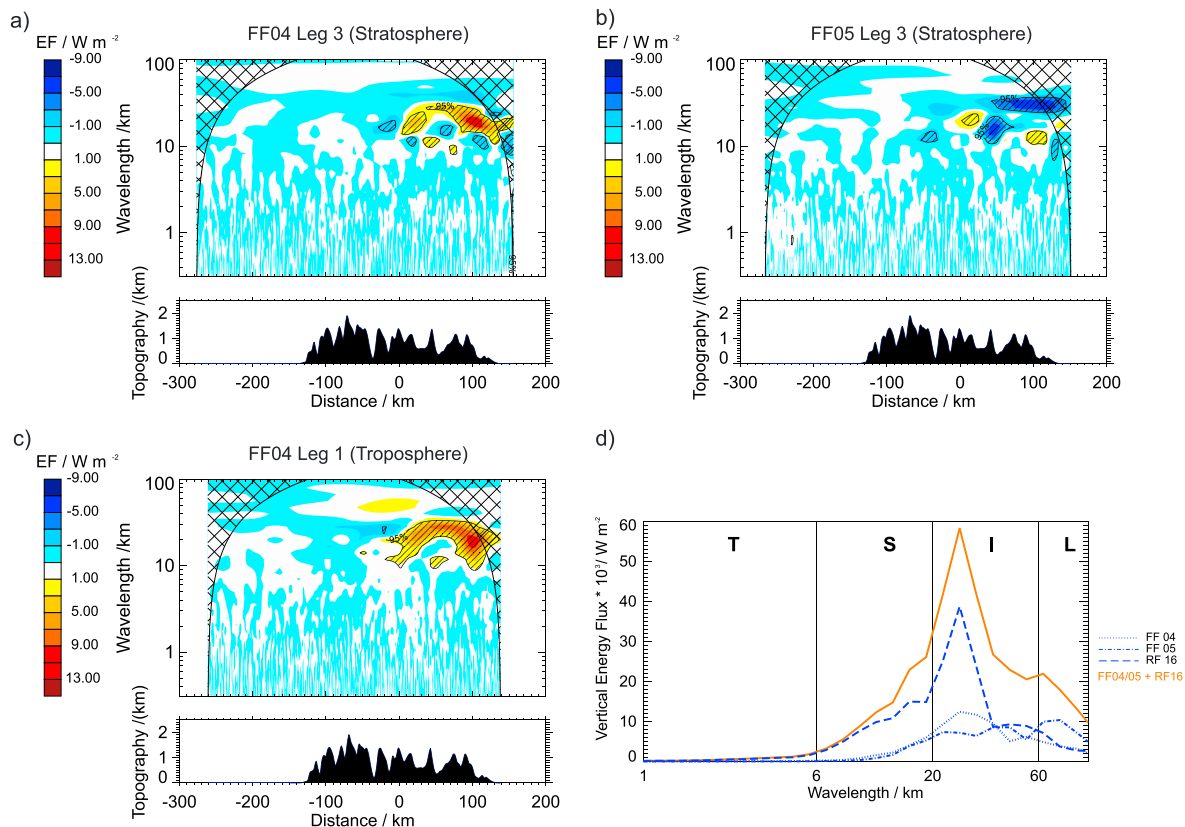 a)
FF04 Leg 3 (Stratosphere)
EF / W m -2
-9.00
-5.00
-1.00
1.00
5.00
9.00
13.00
Wavelength /km
100
10
1
95%
95%
Topography /(km)
2
1
0
-300 -200 -100 0 100 200
Distance / km
b)
FF05 Leg 3 (Stratosphere)
EF / W m -2
-9.00
-5.00
-1.00
1.00
5.00
9.00
13.00
Wavelength /km
100
10
1
95%
95%
Topography /(km)
2
1
0
-300 -200 -100 0 100 200
Distance / km
c)
FF04 Leg 1 (Troposphere)
EF / W m -2
-9.00
-5.00
-1.00
1.00
5.00
9.00
13.00
Wavelength /km
100
10
1
95%
Topography /(km)
2
1
0
-300 -200 -100 0 100 200
Distance / km
d)
Vertical Energy Flux * 10³/ W m-2
60
50
40
30
20
10
0
T S I L
1 6 20 60
Wavelength / km
FF 04
FF 05
RF 16
FF04/05 + RF16